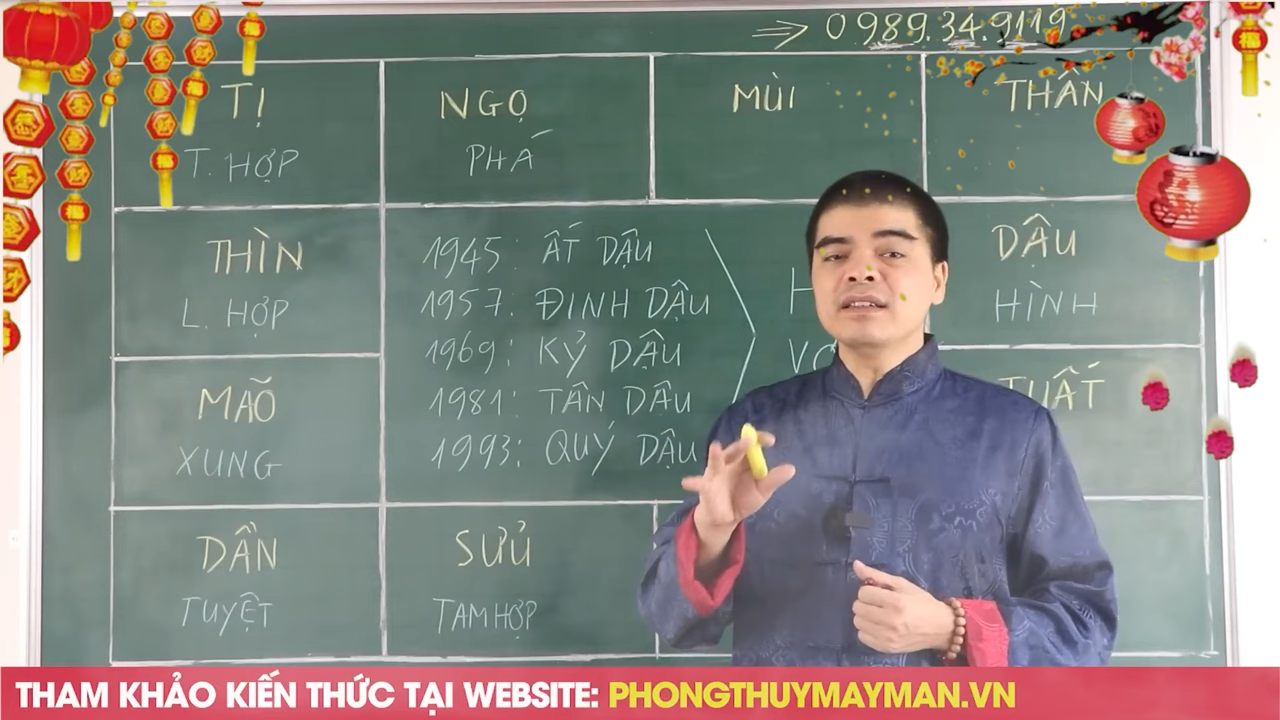 ⇒ 0989.34.9119
TỊ NGỌ MÙI THÂN
T. HỢP PHÁ
THÌN DẬU
L. HỢP HÌNH
1945: ẤT DẬU
1957: ĐINH DẬU
1969: KỶ DẬU
1981: TÂN DẬU
1993: QUÝ DẬU
MÃO TUẤT
XUNG
DẦN SỬU
TUYỆT TAM HỢP
THAM KHẢO KIẾN THỨC TẠI WEBSITE: PHONGTHUYMAYMAN.VN